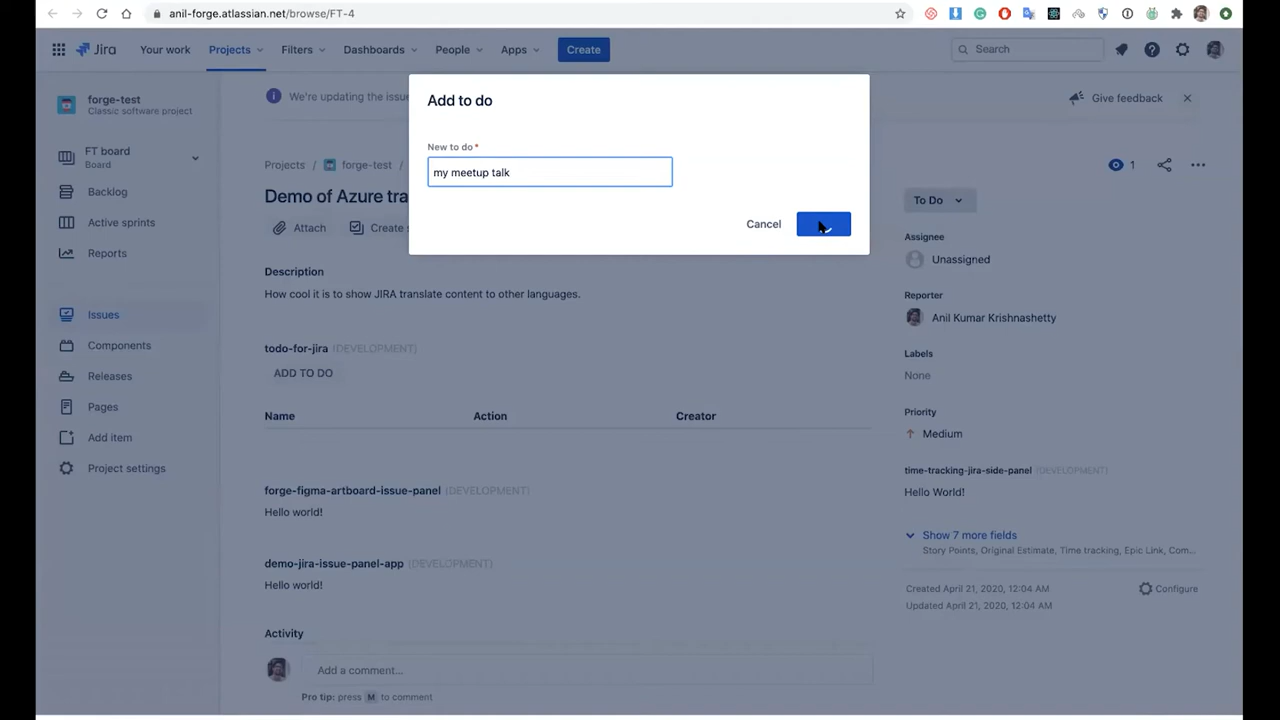 anil-forge.atlassian.net/browse/FT-4
Jira
Your work
Projects
Filters
Dashboards
People
Apps
Create
Search
forge-test
Classic software project
We're updating the issue
Give feedback
Add to do
New to do *
my meetup talk
Cancel
FT board
Board
Backlog
Active sprints
Reports
Issues
Components
Releases
Pages
Add item
Project settings
Projects / forge-test /
1
Demo of Azure tra
Attach
Create s
Description
How cool it is to show JIRA translate content to other languages.
todo-for-jira (DEVELOPMENT)
ADD TO DO
Name Action Creator
forge-figma-artboard-issue-panel (DEVELOPMENT)
Hello world!
demo-jira-issue-panel-app (DEVELOPMENT)
Hello world!
Activity
Add a comment...
Pro tip: press M to comment
To Do
Assignee
Unassigned
Reporter
Anil Kumar Krishnashetty
Labels
None
Priority
Medium
time-tracking-jira-side-panel (DEVELOPMENT)
Hello World!
Show 7 more fields
Story Points, Original Estimate, Time tracking, Epic Link, Com...
Created April 21, 2020, 12:04 AM
Configure
Updated April 21, 2020, 12:04 AM